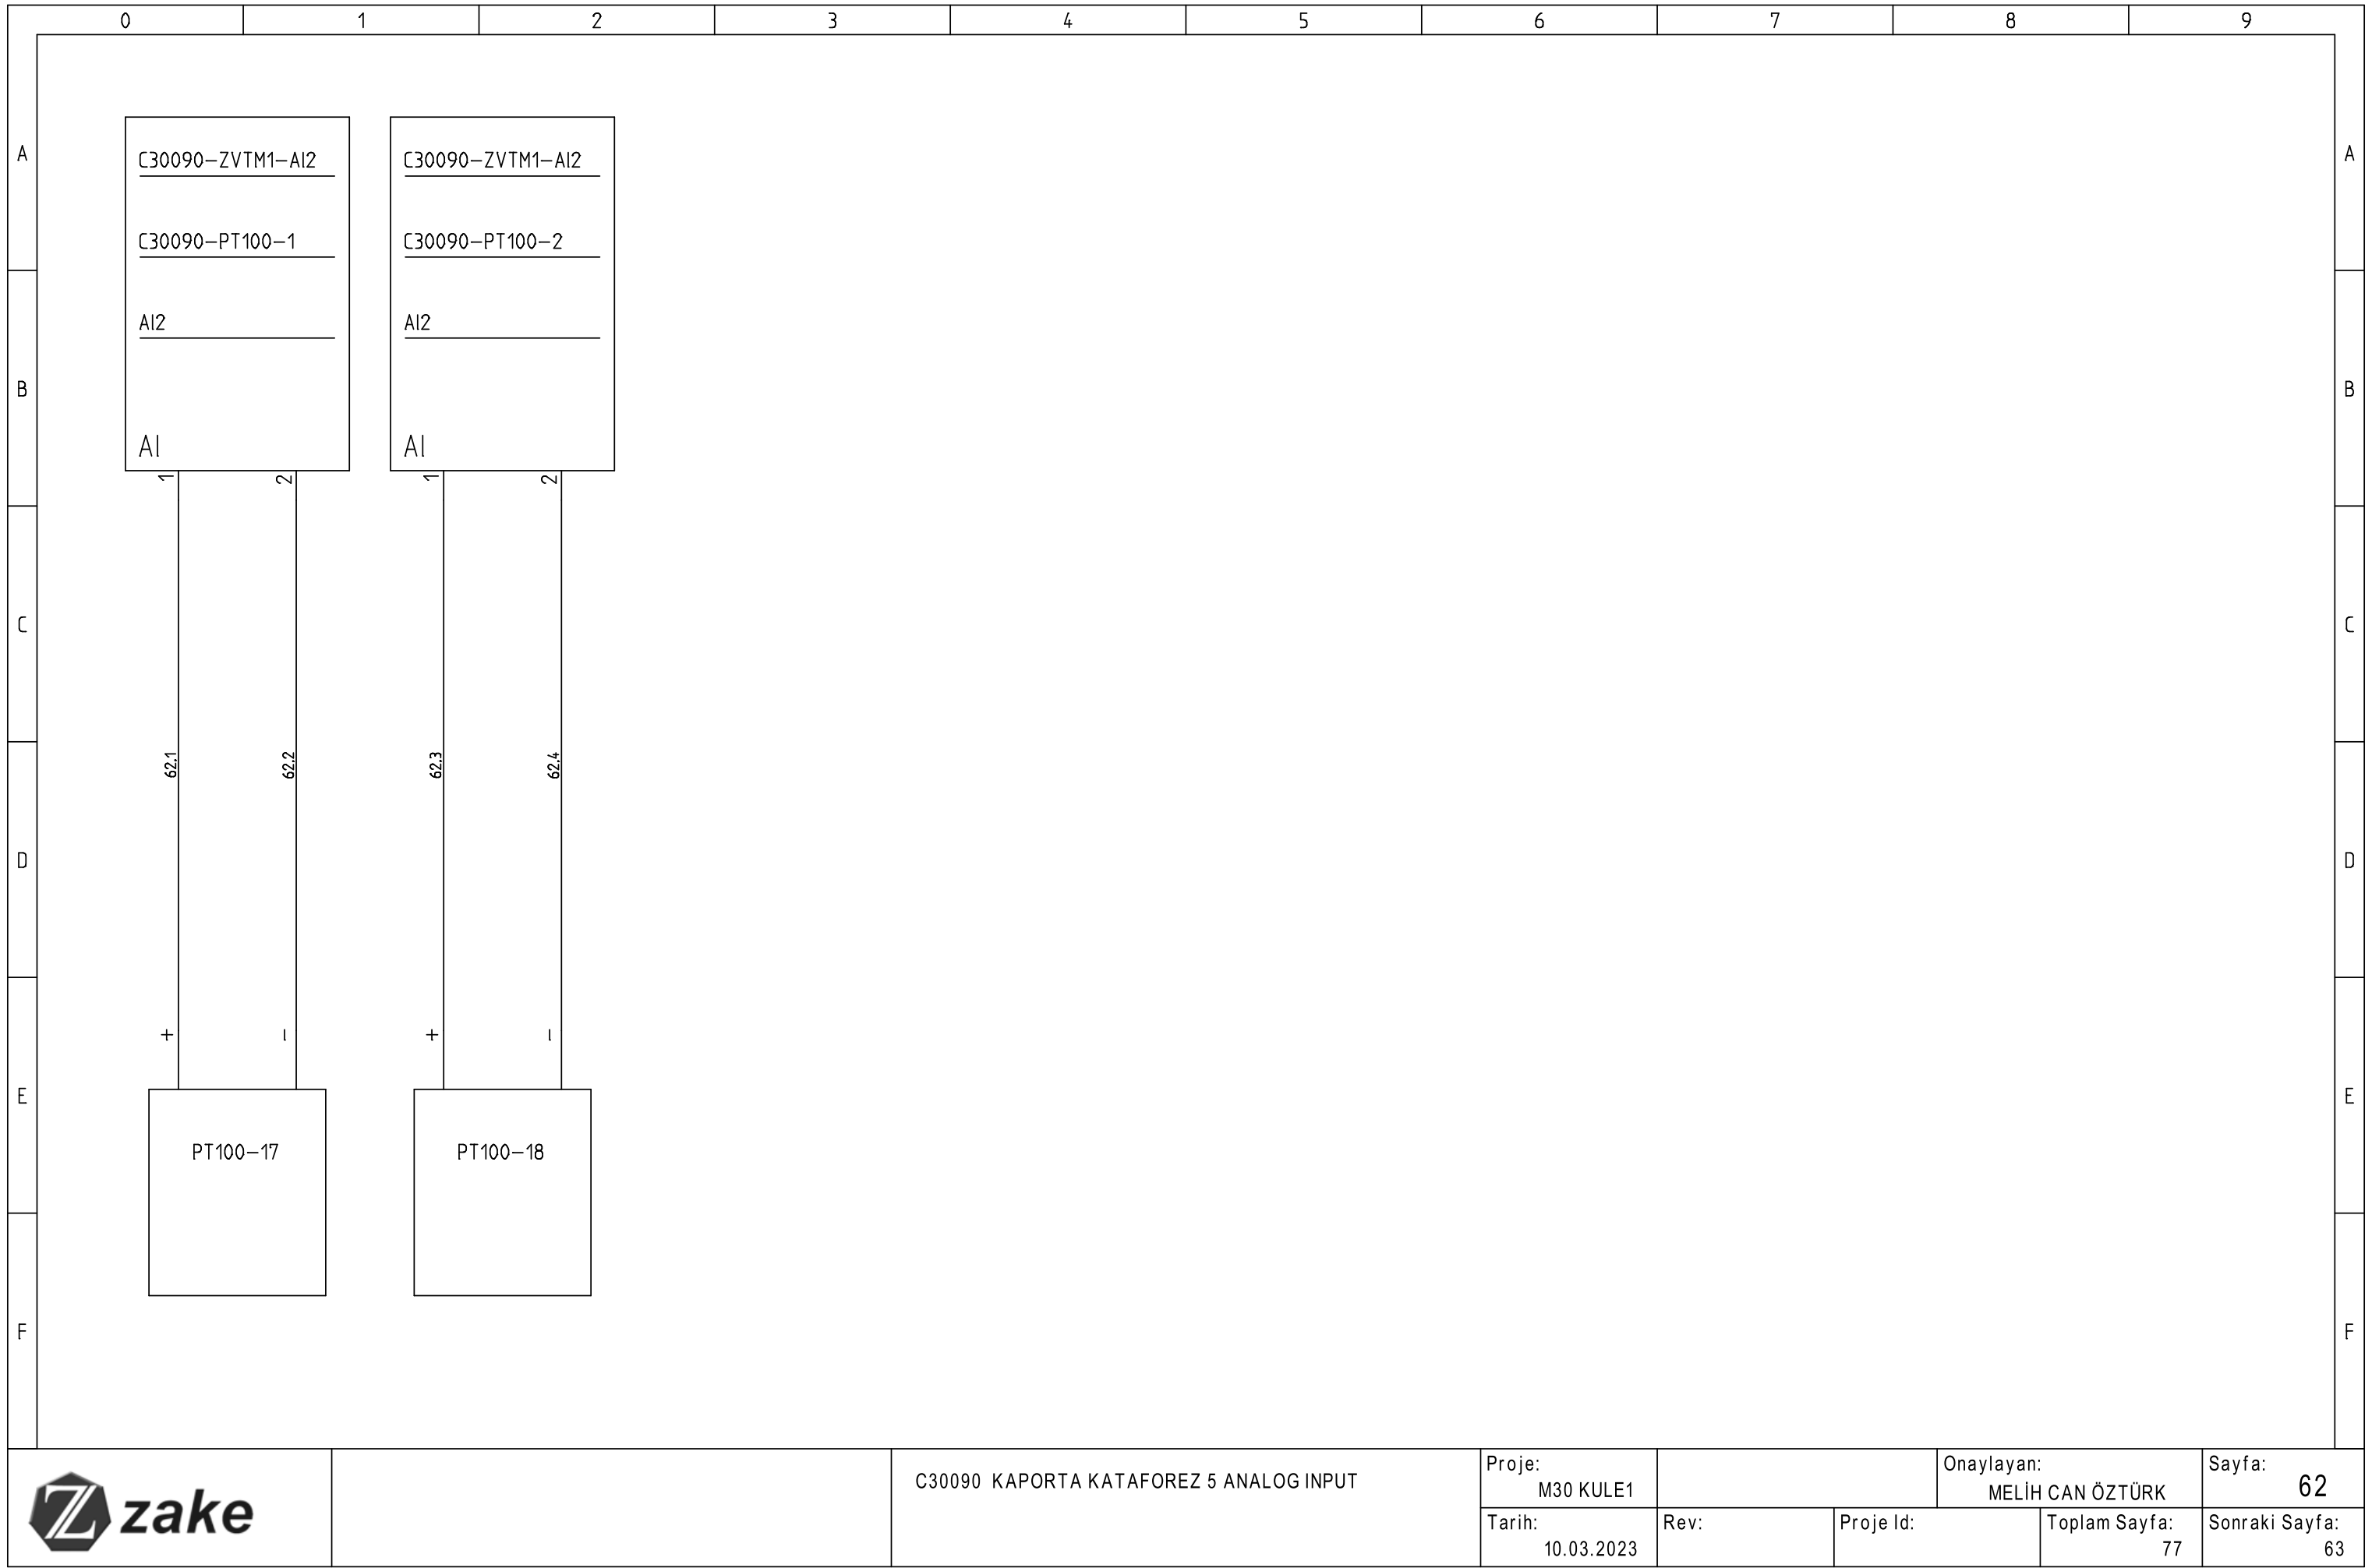 0 1 2 3 4 5 6 7 8 9
A A
C30090-ZVTM1-AI2 C30090-ZVTM1-AI2
C30090-PT100-1 C30090-PT100-2
AI2 AI2
B B
AI AI
1 2 1 2
C C
62.1 62.2 62.3 62.4
D D
+ - + -
E E
PT100-17 PT100-18
F F
zake
C30090 KAPORTA KATAFOREZ 5 ANALOG INPUT
Proje:
M30 KULE1
Onaylayan:
MELİH CAN ÖZTÜRK
Sayfa:
62
Tarih:
10.03.2023
Rev:
Proje Id:
Toplam Sayfa:
77
Sonraki Sayfa:
63